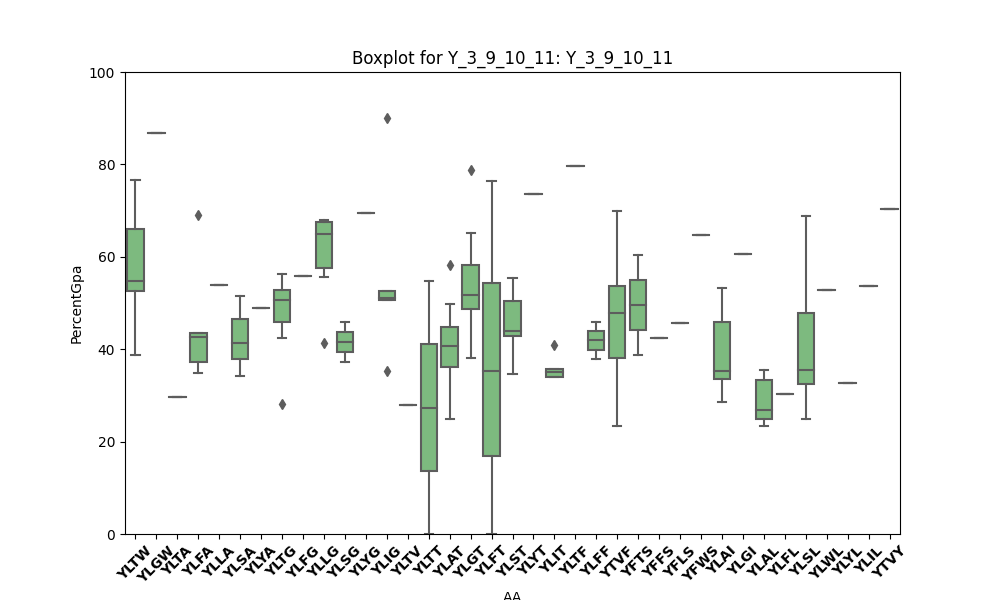 Boxplot for Y_3_9_10_11: Y_3_9_10_11
100
80
60
40
20
0
PercentGpa
YLTW YLGW YLTA YLFA YLLA YLSA YLYA YLTG YLFG YLLG YLSG YLYG YLIG YLTV YLTT YLAT YLGT YLFT YLST YLYT YLIT YLTF YLFF YTVF YFTS YFFS YFLS YFWS YLAI YLGI YLAL YLFL YLSL YLWL YLYL YLIL YTVY
AA